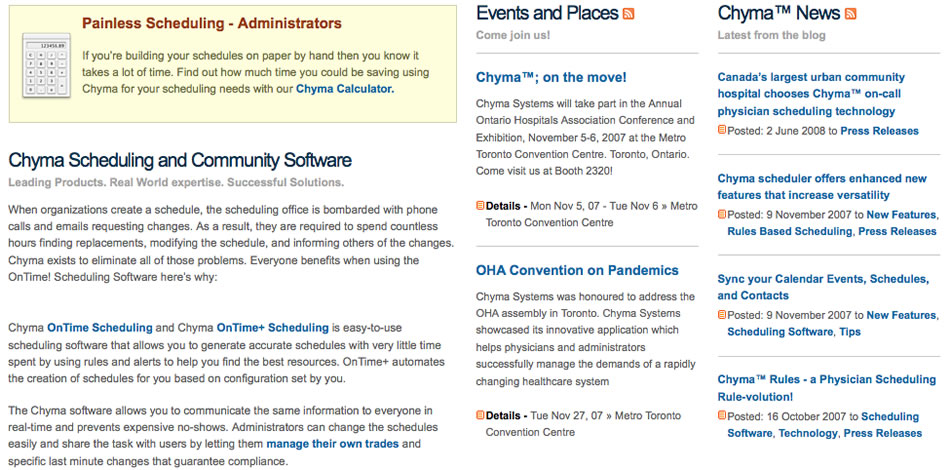 Painless Scheduling - Administrators
123456.89
If you're building your schedules on paper by hand then you know it
takes a lot of time. Find out how much time you could be saving using
Chyma for your scheduling needs with our Chyma Calculator.
Chyma Scheduling and Community Software
Leading Products. Real World expertise. Successful Solutions.
When organizations create a schedule, the scheduling office is bombarded with phone
calls and emails requesting changes. As a result, they are required to spend countless
hours finding replacements, modifying the schedule, and informing others of the changes.
Chyma exists to eliminate all of those problems. Everyone benefits when using the
OnTime! Scheduling Software here's why:
Chyma OnTime Scheduling and Chyma OnTime+ Scheduling is easy-to-use
scheduling software that allows you to generate accurate schedules with very little time
spent by using rules and alerts to help you find the best resources. OnTime+ automates
the creation of schedules for you based on configuration set by you.
The Chyma software allows you to communicate the same information to everyone in
real-time and prevents expensive no-shows. Administrators can change the schedules
easily and share the task with users by letting them manage their own trades and
specific last minute changes that guarantee compliance.
Events and Places
Come join us!
Chyma™; on the move!
Chyma Systems will take part in the Annual
Ontario Hospitals Association Conference and
Exhibition, November 5-6, 2007 at the Metro
Toronto Convention Centre. Toronto, Ontario.
Come visit us at Booth 2320!
Details - Mon Nov 5, 07 - Tue Nov 6 » Metro
Toronto Convention Centre
OHA Convention on Pandemics
Chyma Systems was honoured to address the
OHA assembly in Toronto. Chyma Systems
showcased its innovative application which
helps physicians and administrators
successfully manage the demands of a rapidly
changing healthcare system
Details - Tue Nov 27, 07 » Metro Toronto
Convention Centre
Chyma™ News
Latest from the blog
Canada's largest urban community
hospital chooses Chyma™ on-call
physician scheduling technology
Posted: 2 June 2008 to Press Releases
Chyma scheduler offers enhanced new
features that increase versatility
Posted: 9 November 2007 to New Features,
Rules Based Scheduling, Press Releases
Sync your Calendar Events, Schedules,
and Contacts
Posted: 9 November 2007 to New Features,
Scheduling Software, Tips
Chyma™ Rules - a Physician Scheduling
Rule-volution!
Posted: 16 October 2007 to Scheduling
Software, Technology, Press Releases